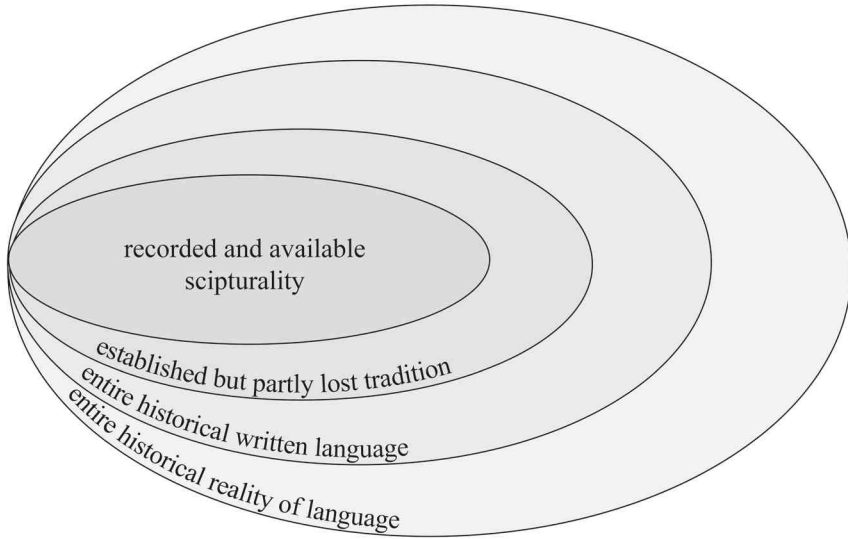 recorded and available
scipturality
established but partly lost tradition
entire historical written language
entire historical reality of language